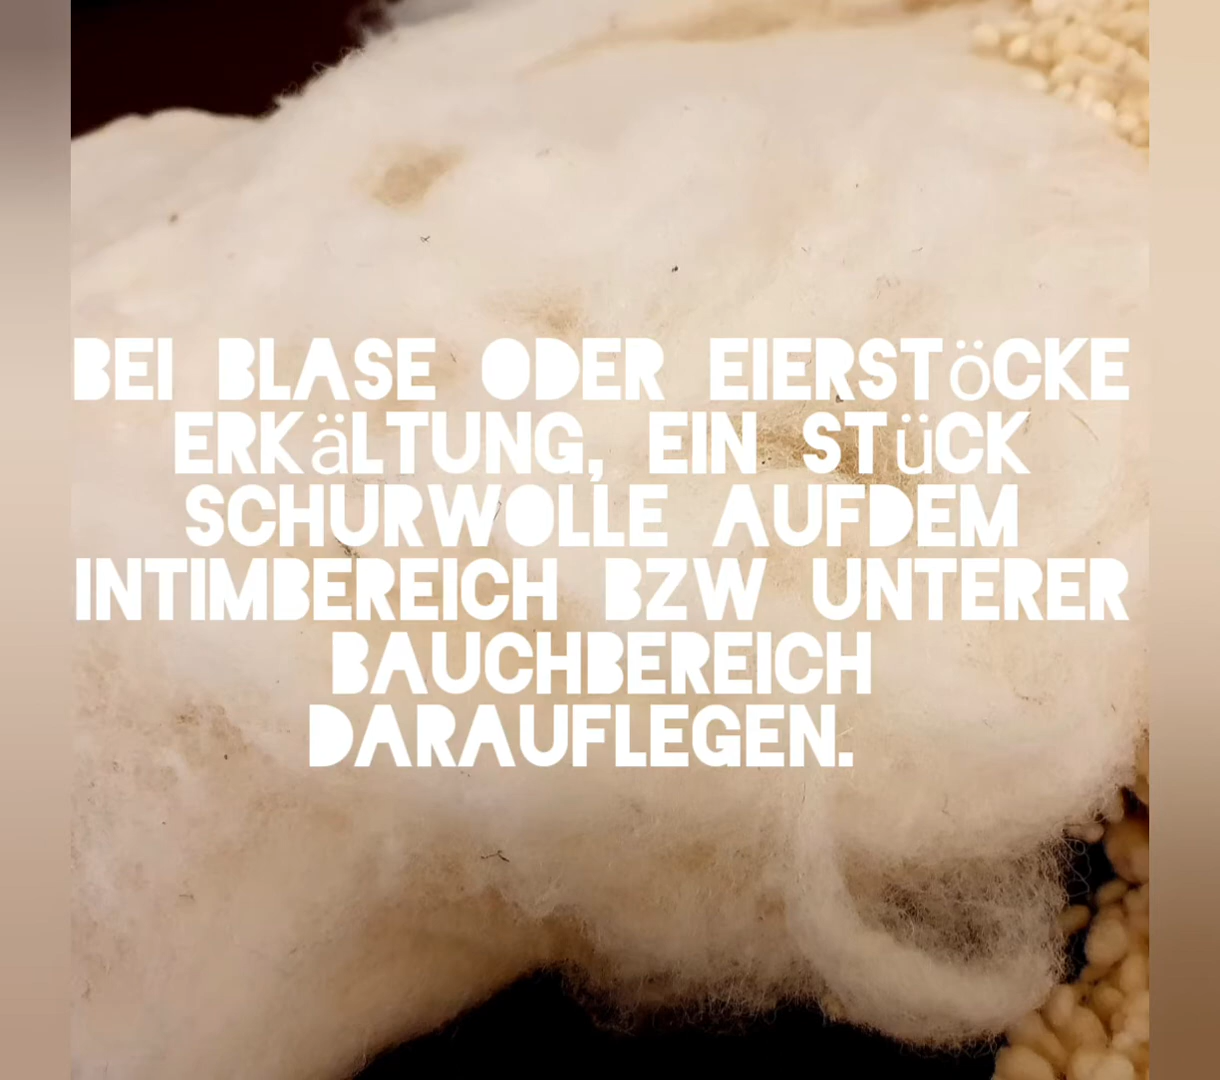 BEI BLASE ODER EIERSTöCKE
ERKäLTUNG, EIN STüCK
SCHURWOLLE AUFDEM
INTIMBEREICH BZW UNTERER
BAUCHBEREICH
DARAUFLEGEN.